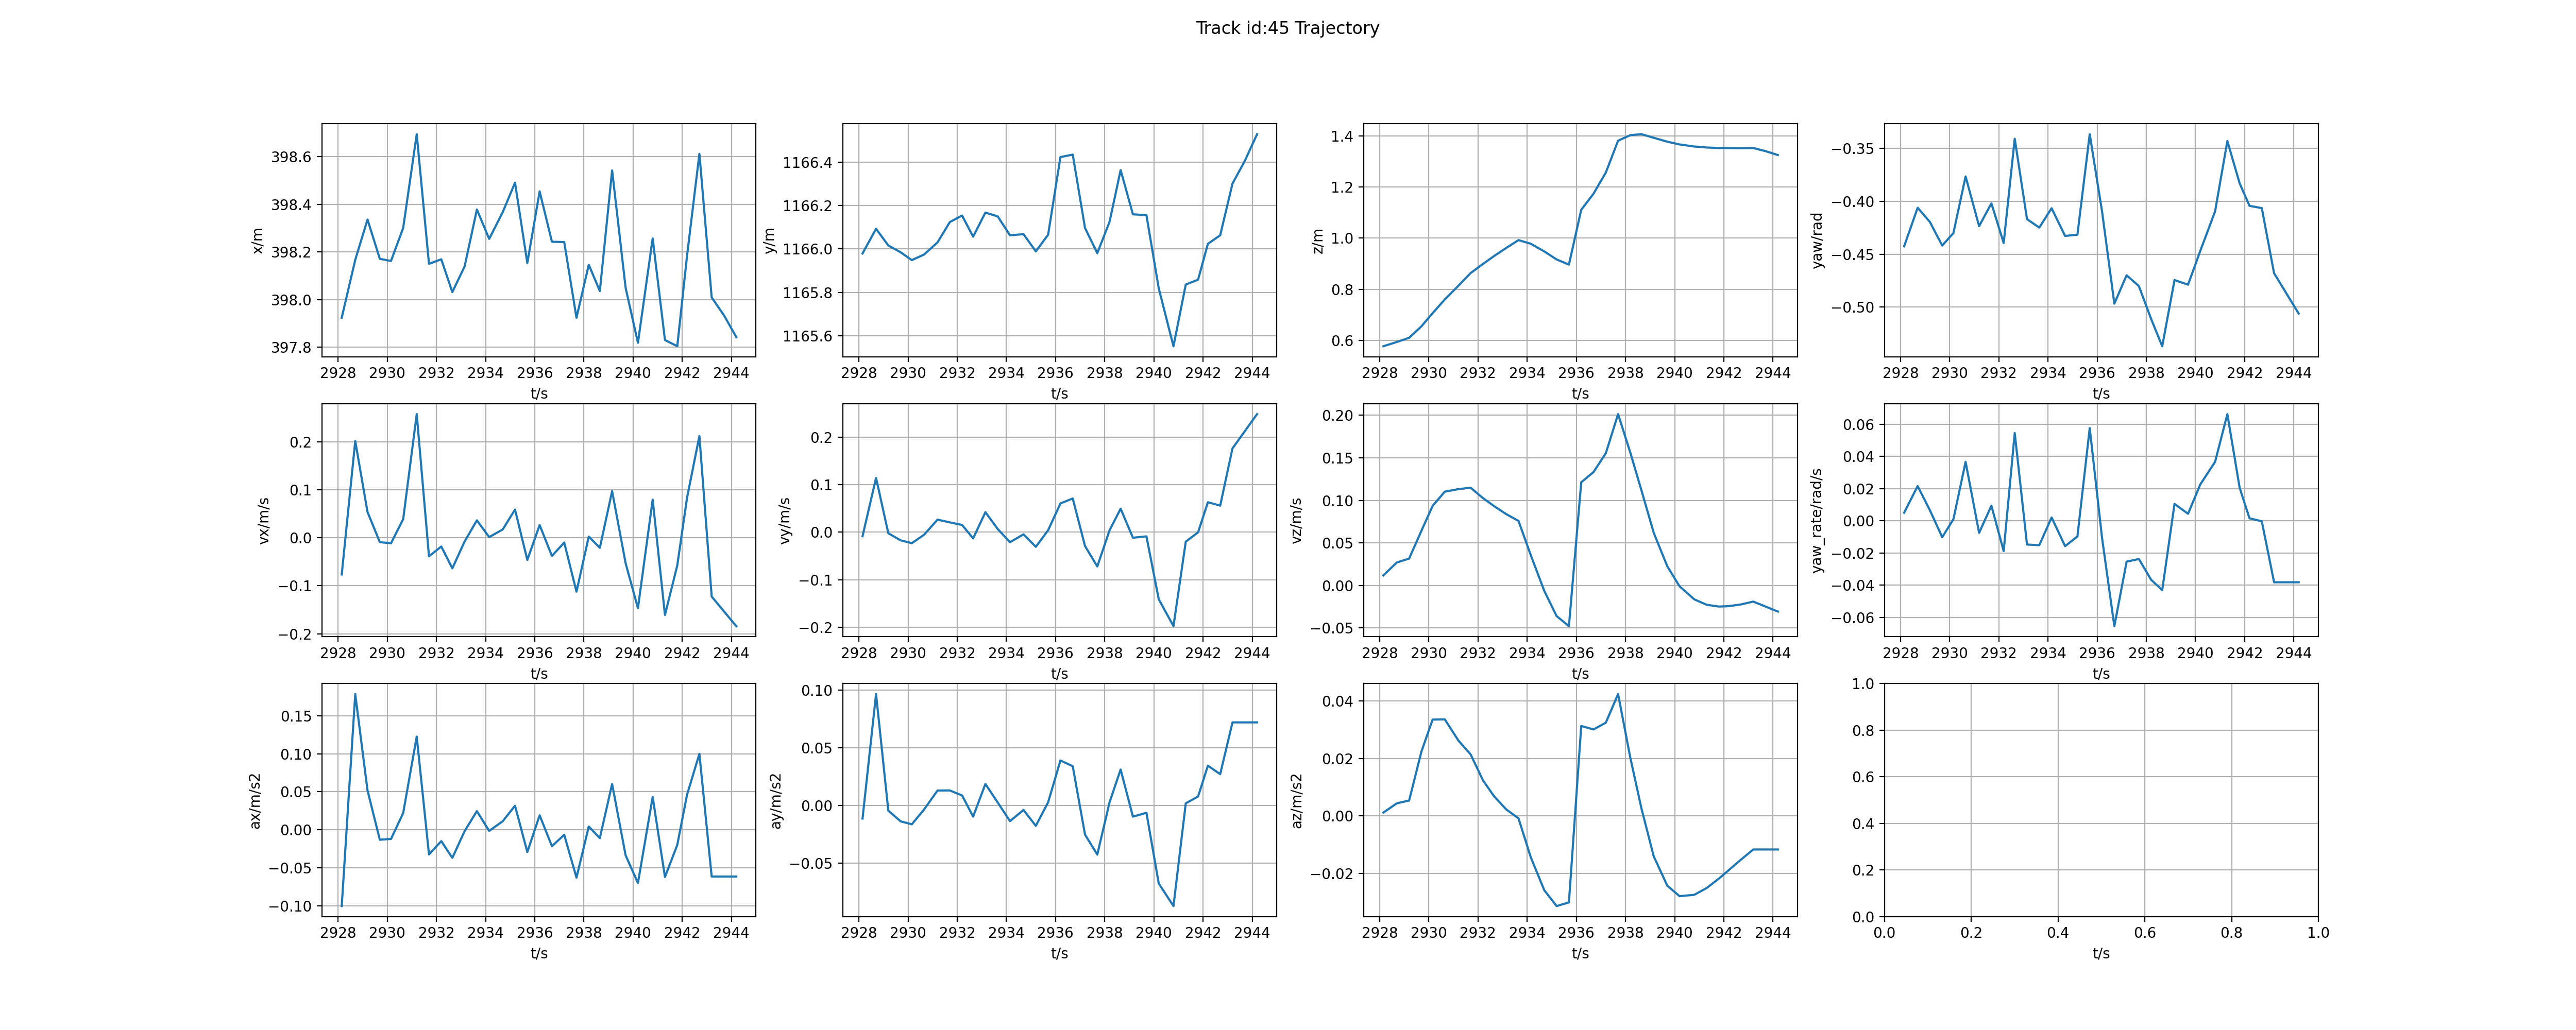 Track id:45 Trajectory
398.6
398.4
398.2
398.0
397.8
x/m
2928 2930 2932 2934 2936 2938 2940 2942 2944
t/s
1166.4
1166.2
1166.0
1165.8
1165.6
y/m
2928 2930 2932 2934 2936 2938 2940 2942 2944
t/s
1.4
1.2
1.0
0.8
0.6
z/m
2928 2930 2932 2934 2936 2938 2940 2942 2944
t/s
−0.35
−0.40
−0.45
−0.50
yaw/rad
2928 2930 2932 2934 2936 2938 2940 2942 2944
t/s
0.2
0.1
0.0
−0.1
−0.2
vx/m/s
2928 2930 2932 2934 2936 2938 2940 2942 2944
t/s
0.2
0.1
0.0
−0.1
−0.2
vy/m/s
2928 2930 2932 2934 2936 2938 2940 2942 2944
t/s
0.20
0.15
0.10
0.05
0.00
−0.05
vz/m/s
2928 2930 2932 2934 2936 2938 2940 2942 2944
t/s
0.06
0.04
0.02
0.00
−0.02
−0.04
−0.06
yaw_rate/rad/s
2928 2930 2932 2934 2936 2938 2940 2942 2944
t/s
0.15
0.10
0.05
0.00
−0.05
−0.10
ax/m/s2
2928 2930 2932 2934 2936 2938 2940 2942 2944
t/s
0.10
0.05
0.00
−0.05
ay/m/s2
2928 2930 2932 2934 2936 2938 2940 2942 2944
t/s
0.04
0.02
0.00
−0.02
az/m/s2
2928 2930 2932 2934 2936 2938 2940 2942 2944
t/s
1.0
0.8
0.6
0.4
0.2
0.0
0.0 0.2 0.4 0.6 0.8 1.0
t/s